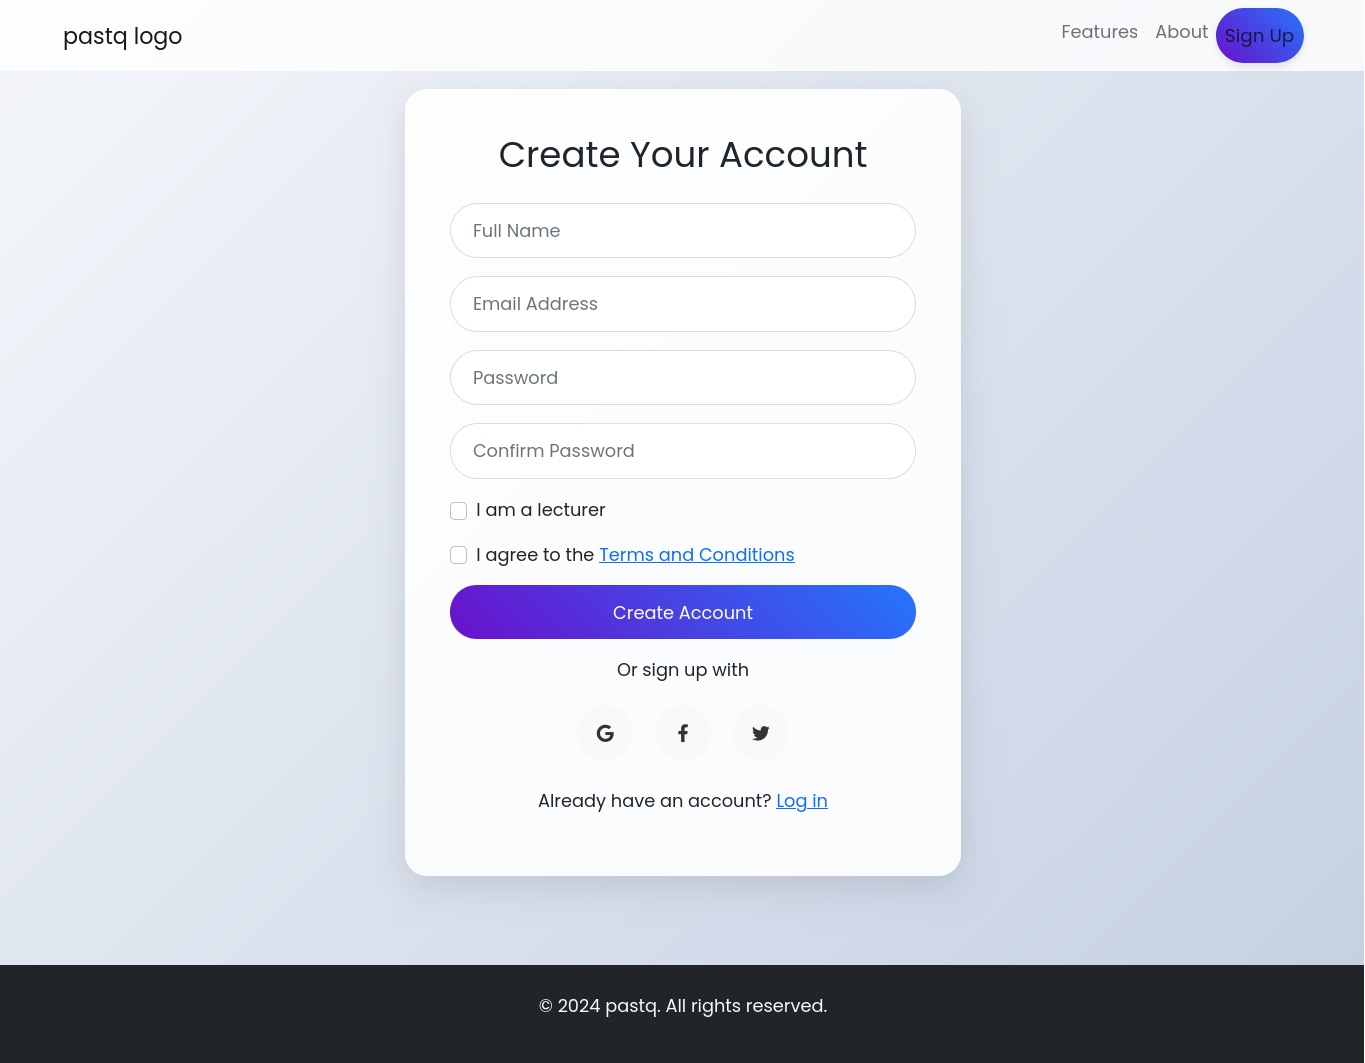 pastq logo
Features About Sign Up
Create Your Account
Full Name
Email Address
Password
Confirm Password
I am a lecturer
I agree to the Terms and Conditions
Create Account
Or sign up with
Already have an account? Log in
© 2024 pastq. All rights reserved.